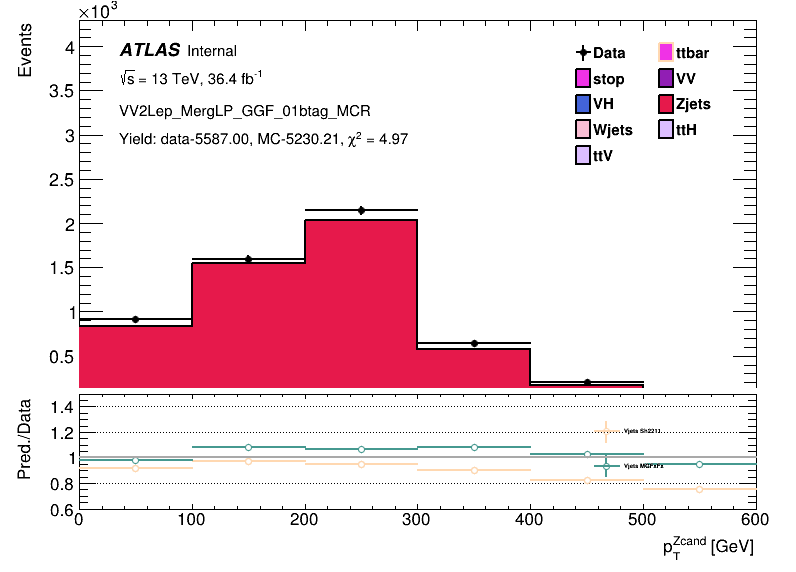 ×10³
Events
ATLAS Internal
√s = 13 TeV, 36.4 fb⁻¹
VV2Lep_MergLP_GGF_01btag_MCR
Yield: data-5587.00, MC-5230.21, χ² = 4.97
Data ttbar
stop VV
VH Zjets
Wjets ttH
ttV
4
3.5
3
2.5
2
1.5
1
0.5
Pred./Data
1.4
1.2
1
0.8
0.6
Vjets Sh2211
Vjets MGFxFx
0 100 200 300 400 500 600
p_T^Zcand [GeV]